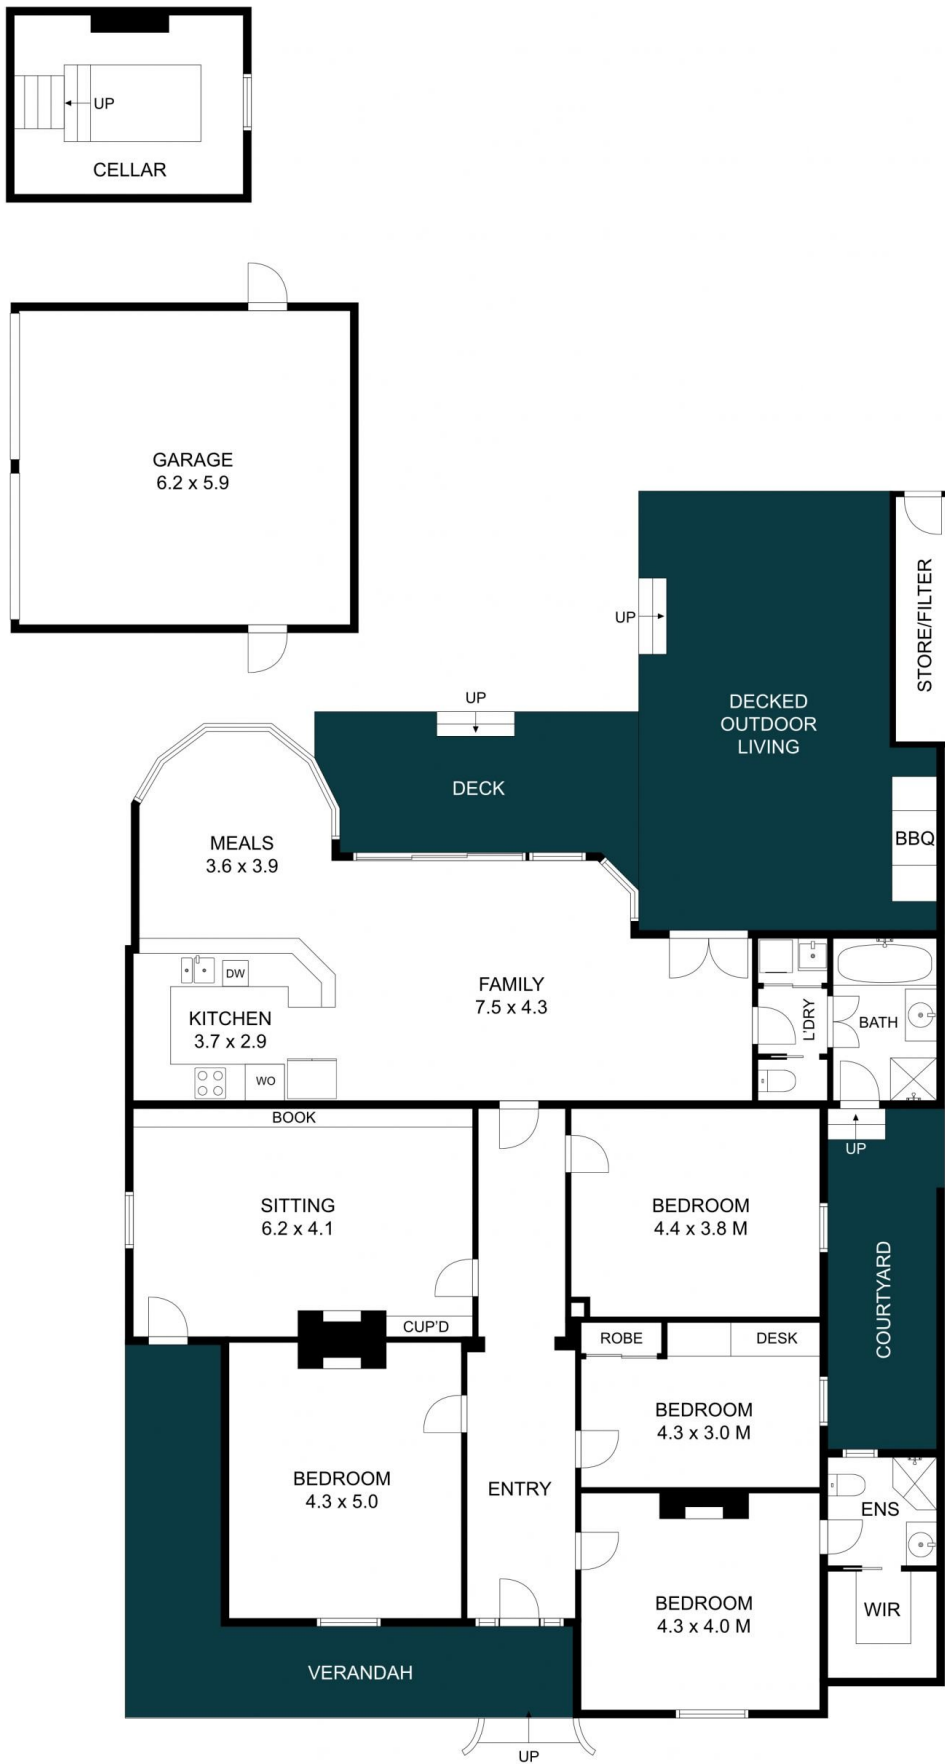 UP
CELLAR
GARAGE
6.2 x 5.9
STORE/FILTER
UP
DECKED
OUTDOOR
LIVING
UP
DECK
BBQ
MEALS
3.6 x 3.9
DW
FAMILY
7.5 x 4.3
KITCHEN
3.7 x 2.9
WO
L'DRY
BATH
BOOK
UP
SITTING
6.2 x 4.1
BEDROOM
4.4 x 3.8 M
COURTYARD
CUP'D
ROBE
DESK
BEDROOM
4.3 x 3.0 M
BEDROOM
4.3 x 5.0
ENTRY
ENS
BEDROOM
4.3 x 4.0 M
WIR
VERANDAH
UP